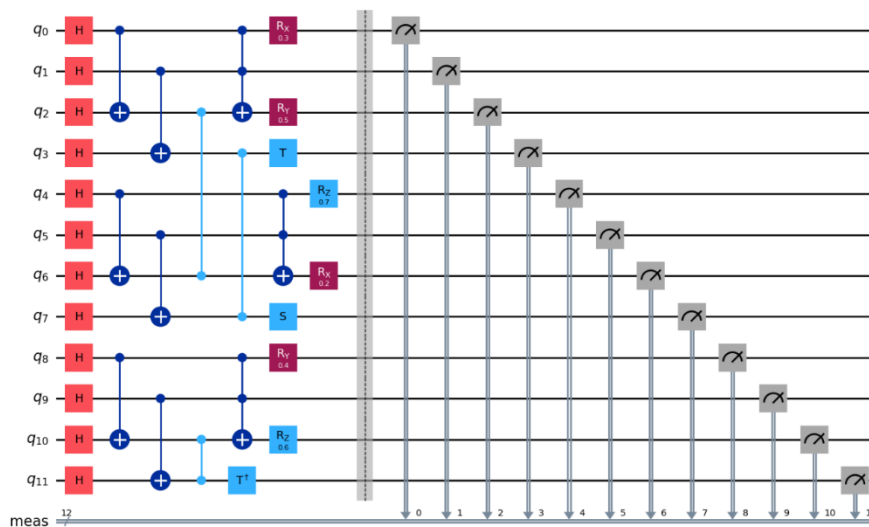 q0 H RX 0.3
q1 H
q2 H RY 0.5
q3 H T
q4 H RZ 0.7
q5 H
q6 H RX 0.2
q7 H S
q8 H RY 0.4
q9 H
q10 H RZ 0.6
q11 H T†
meas 12 0 1 2 3 4 5 6 7 8 9 10 1